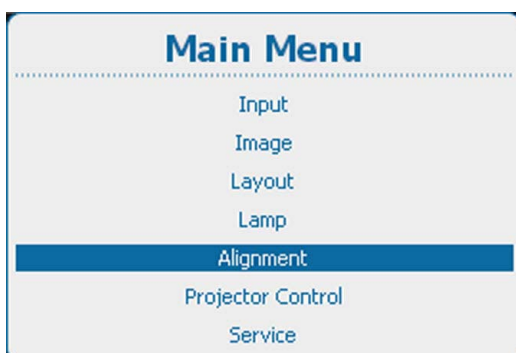 Main Menu
Input
Image
Layout
Lamp
Alignment
Projector Control
Service